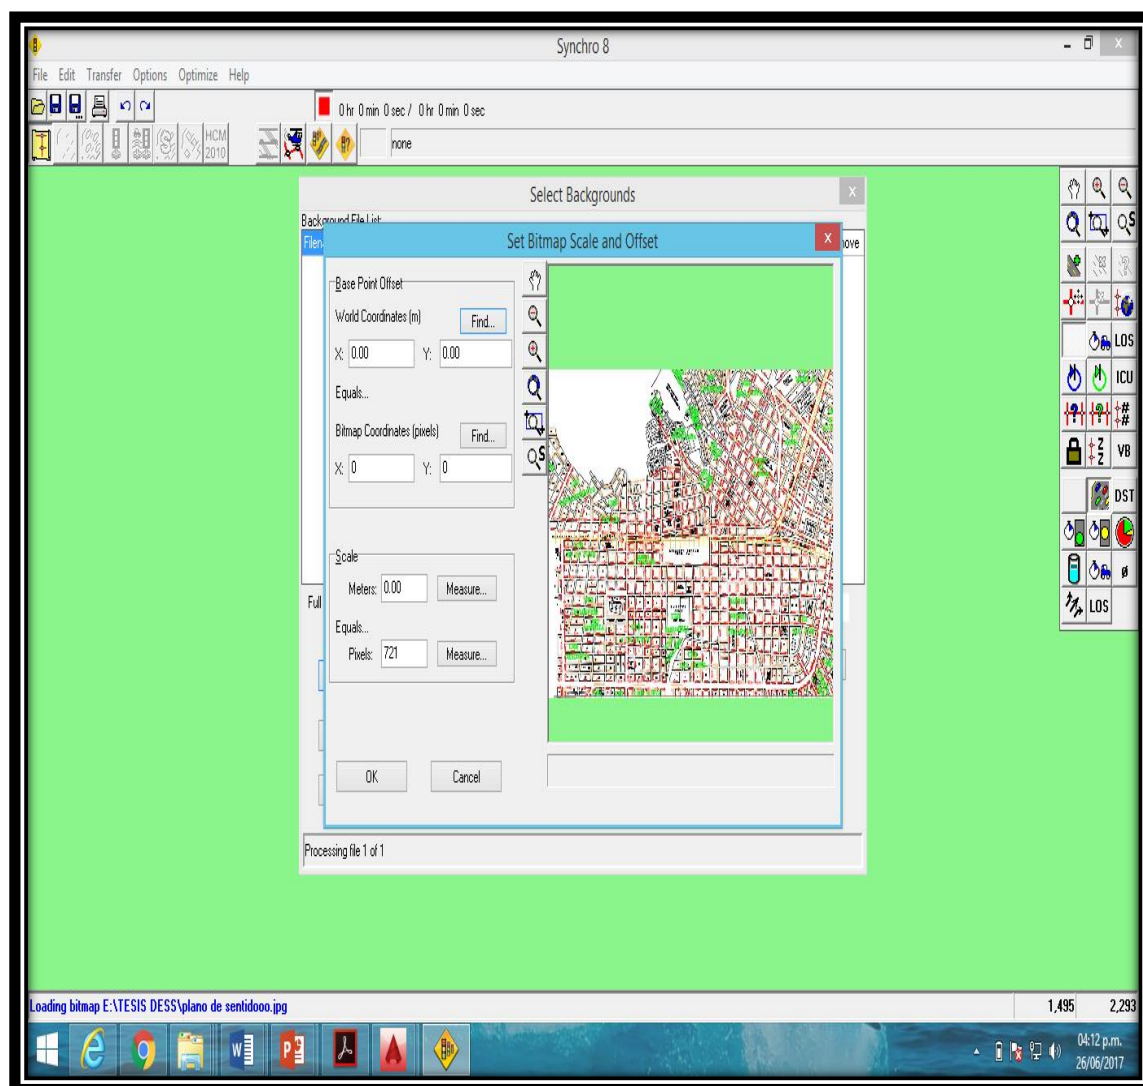 Synchro 8
File Edit Transfer Options Optimize Help
0 hr 0 min 0 sec / 0 hr 0 min 0 sec
HCM 2010
none
Select Backgrounds
Background File List:
Set Bitmap Scale and Offset
Base Point Offset
World Coordinates (m) Find...
X: 0.00 Y: 0.00
Equals...
Bitmap Coordinates (pixels) Find...
X: 0 Y: 0
Scale
Meters: 0.00 Measure...
Equals...
Pixels: 721 Measure...
Full
OK Cancel
Processing file 1 of 1
LOS
ICU
# #
Z Z VB
DST
ø
LOS
Loading bitmap E:\TESIS DESS\plano de sentidooo.jpg 1,495 2,293
04:12 p.m.
26/06/2017